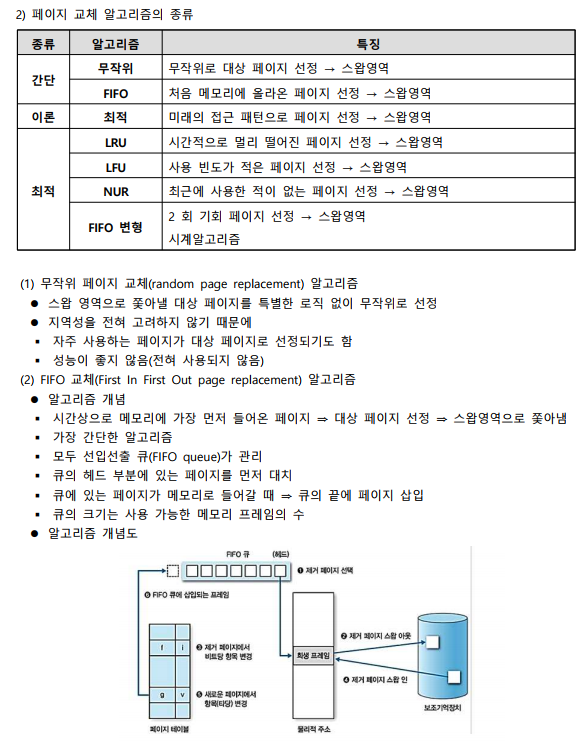 2) 페이지 교체 알고리즘의 종류
종류 알고리즘 특징
간단 무작위 무작위로 대상 페이지 선정 → 스왑영역
FIFO 처음 메모리에 올라온 페이지 선정 → 스왑영역
이론 최적 미래의 접근 패턴으로 페이지 선정 → 스왑영역
최적 LRU 시간적으로 멀리 떨어진 페이지 선정 → 스왑영역
LFU 사용 빈도가 적은 페이지 선정 → 스왑영역
NUR 최근에 사용한 적이 없는 페이지 선정 → 스왑영역
FIFO 변형 2 회 기회 페이지 선정 → 스왑영역
시계알고리즘
(1) 무작위 페이지 교체(random page replacement) 알고리즘
● 스왑 영역으로 쫓아낼 대상 페이지를 특별한 로직 없이 무작위로 선정
● 지역성을 전혀 고려하지 않기 때문에
▪ 자주 사용하는 페이지가 대상 페이지로 선정되기도 함
▪ 성능이 좋지 않음(전혀 사용되지 않음)
(2) FIFO 교체(First In First Out page replacement) 알고리즘
● 알고리즘 개념
▪ 시간상으로 메모리에 가장 먼저 들어온 페이지 ⇒ 대상 페이지 선정 ⇒ 스왑영역으로 쫓아냄
▪ 가장 간단한 알고리즘
▪ 모두 선입선출 큐(FIFO queue)가 관리
▪ 큐의 헤드 부분에 있는 페이지를 먼저 대치
▪ 큐에 있는 페이지가 메모리로 들어갈 때 ⇒ 큐의 끝에 페이지 삽입
▪ 큐의 크기는 사용 가능한 메모리 프레임의 수
● 알고리즘 개념도
FIFO 큐 (헤드)
❶ 제거 페이지 선택
❻ FIFO 큐에 삽입되는 프레임
❷ 제거 페이지 스왑 아웃
f i
❸ 제거 페이지에서
비트당 항목 변경
희생 프레임
❹ 제거 페이지 스왑 인
g v
❺ 새로운 페이지에서
항목(타당) 변경
보조기억장치
페이지 테이블
물리적 주소